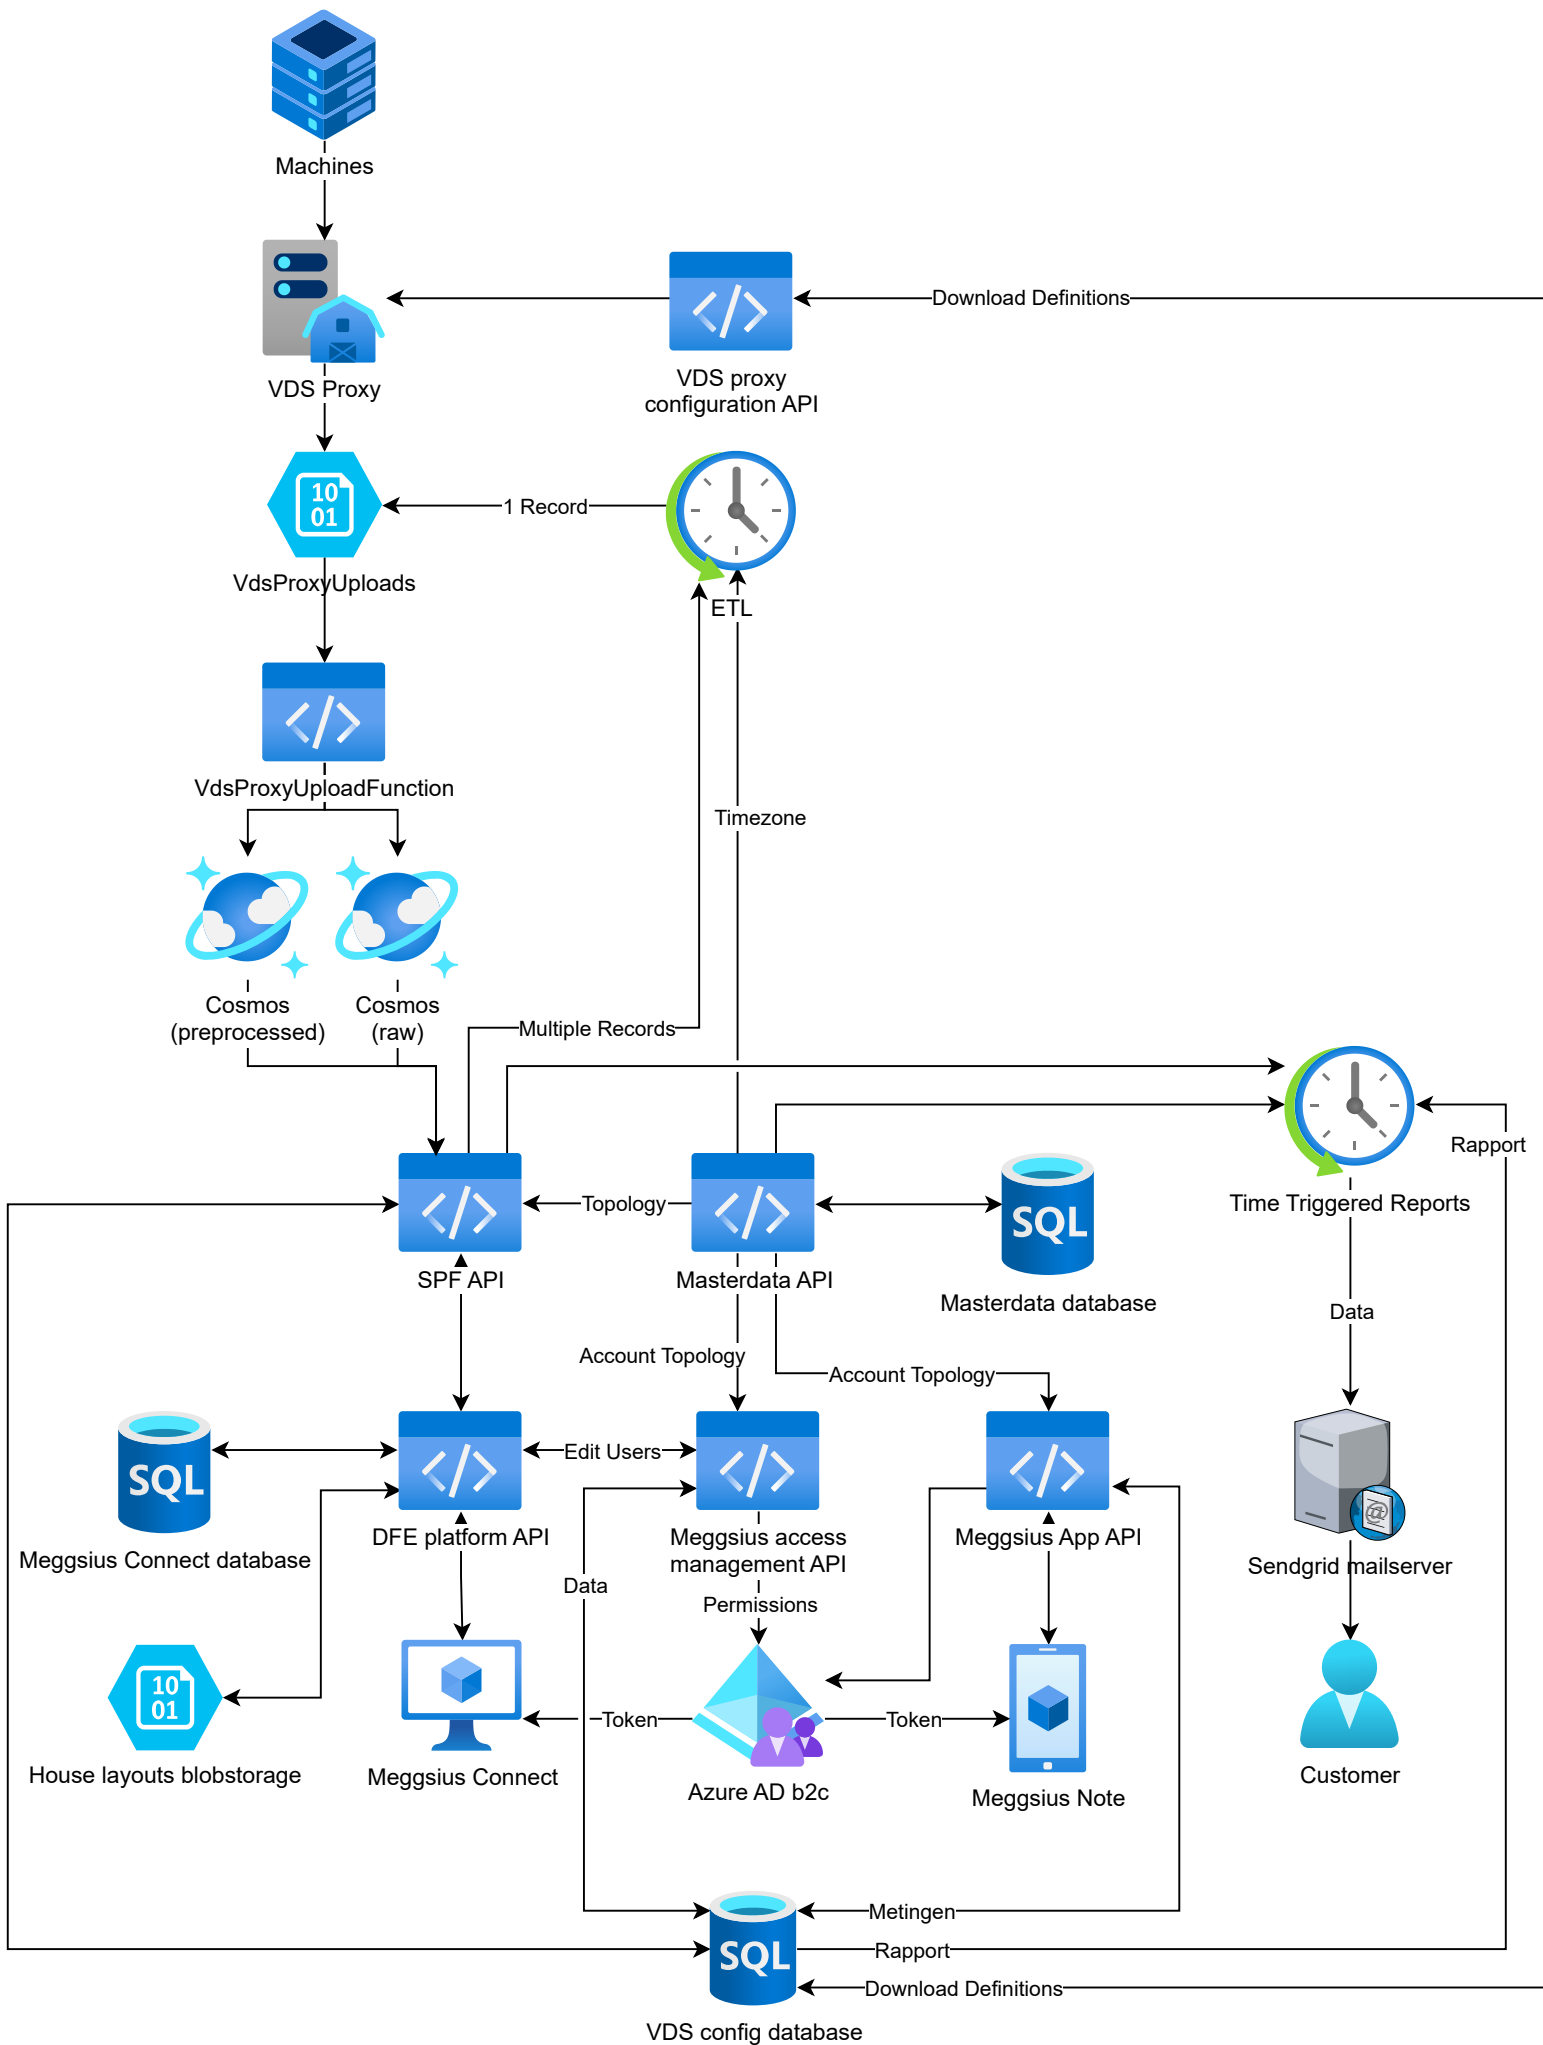 Machines
Download Definitions
VDS Proxy
VDS proxy
configuration API
10
01
1 Record
VdsProxyUploads
ETL
VdsProxyUploadFunction
Timezone
Cosmos
(preprocessed)
Cosmos
(raw)
Multiple Records
Rapport
Topology
SQL
Time Triggered Reports
SPF API
Masterdata API
Masterdata database
Data
Account Topology
Account Topology
SQL
Edit Users
Meggsius Connect database
DFE platform API
Meggsius access
management API
Meggsius App API
@
Sendgrid mailserver
Data
Permissions
10
01
Token
Token
House layouts blobstorage
Meggsius Connect
Azure AD b2c
Meggsius Note
Customer
Metingen
SQL
Rapport
Download Definitions
VDS config database